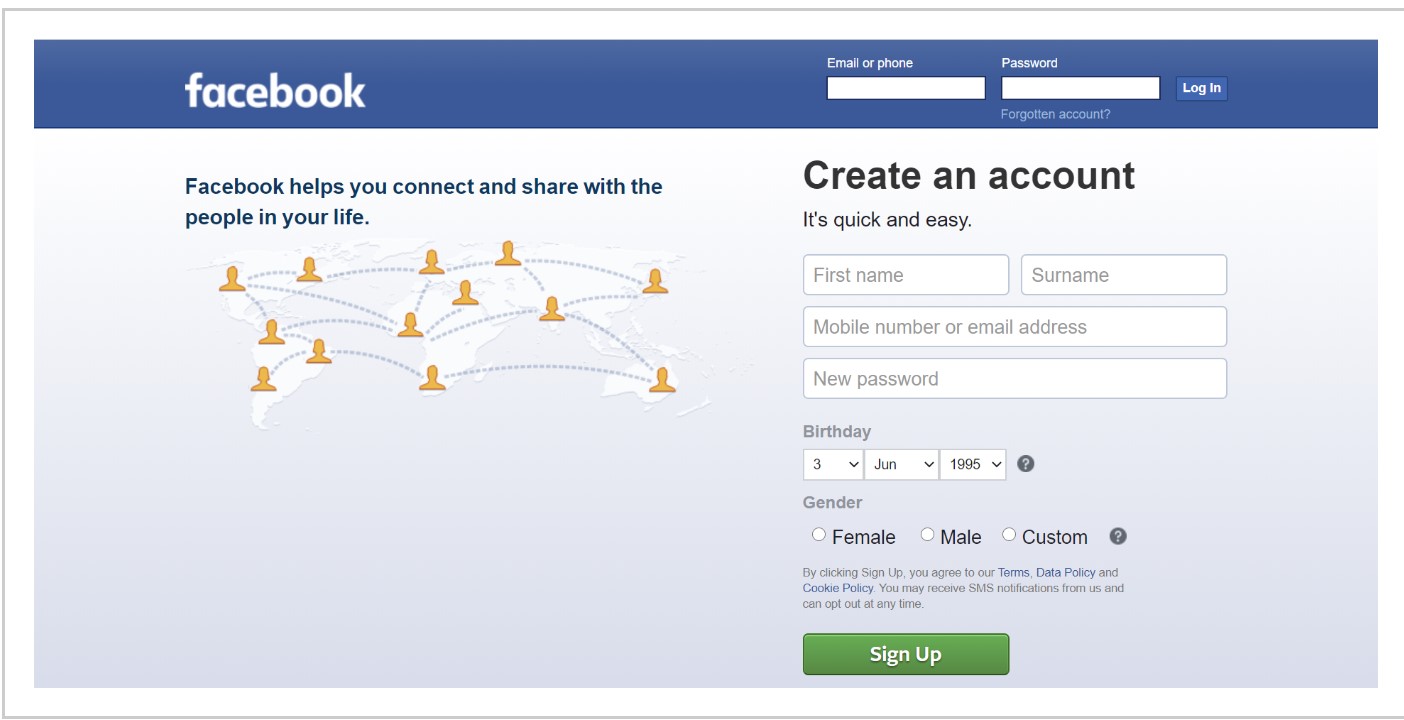 facebook
Email or phone
Password
Log In
Forgotten account?
Facebook helps you connect and share with the
people in your life.
Create an account
It's quick and easy.
First name
Surname
Mobile number or email address
New password
Birthday
3
Jun
1995
?
Gender
Female
Male
Custom
?
By clicking Sign Up, you agree to our Terms, Data Policy and
Cookie Policy. You may receive SMS notifications from us and
can opt out at any time.
Sign Up